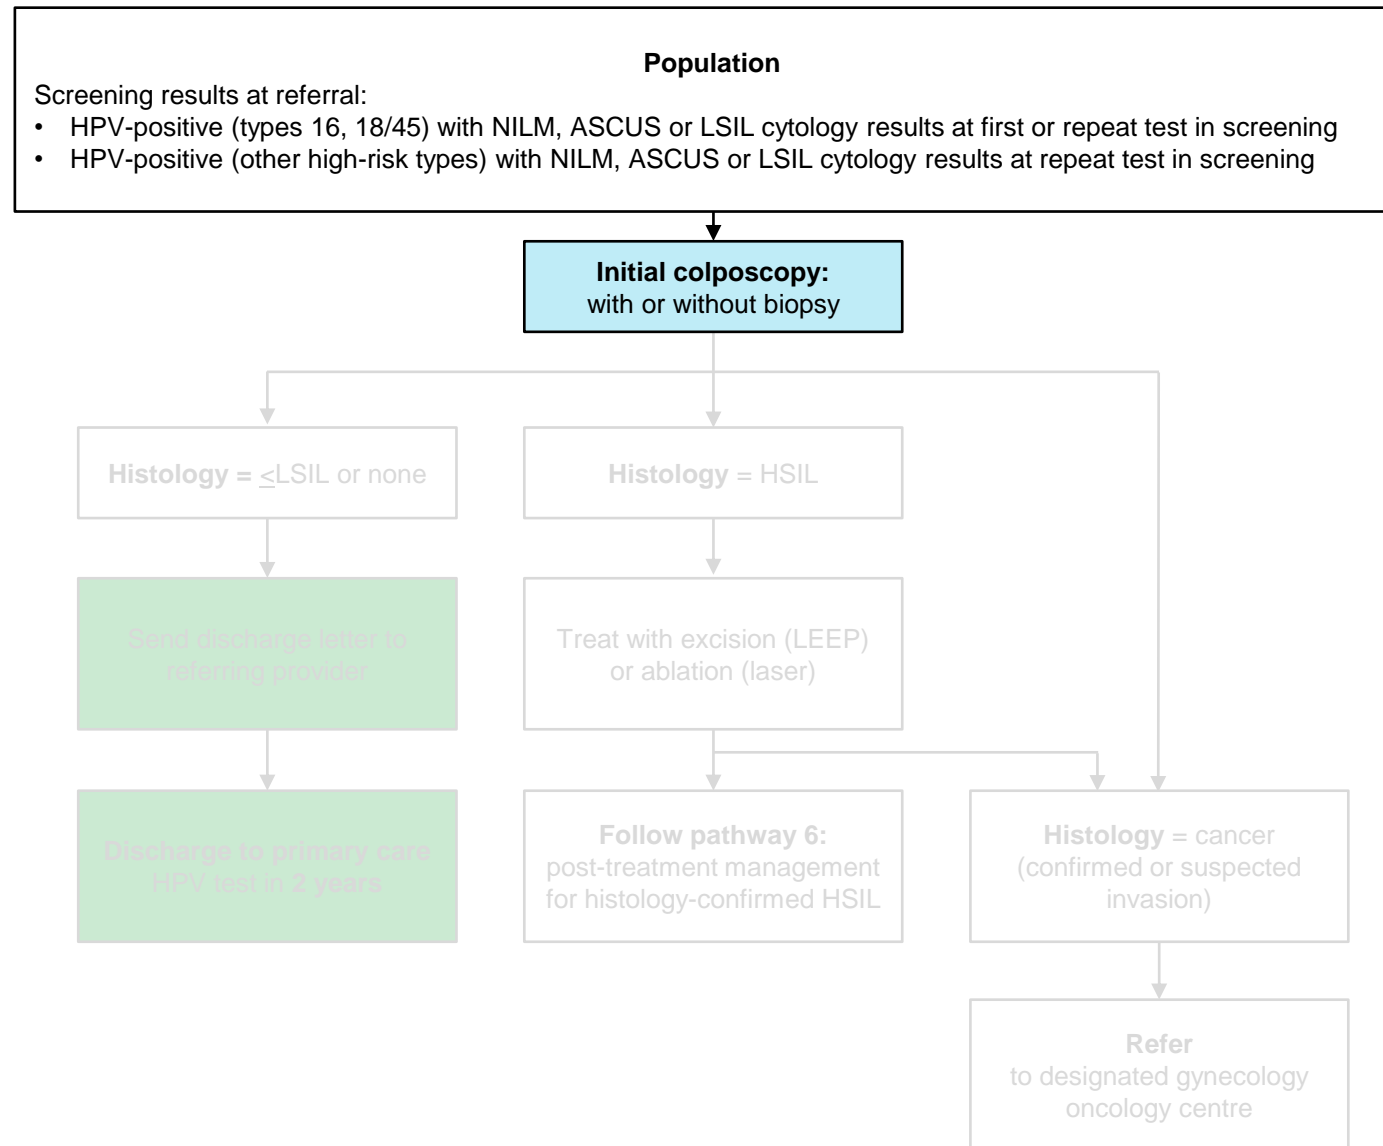 Population
Screening results at referral:
• HPV-positive (types 16, 18/45) with NILM, ASCUS or LSIL cytology results at first or repeat test in screening
• HPV-positive (other high-risk types) with NILM, ASCUS or LSIL cytology results at repeat test in screening
Initial colposcopy:
with or without biopsy
Histology = <LSIL or none
Histology = HSIL
Send discharge letter to
referring provider
Treat with excision (LEEP)
or ablation (laser)
Discharge to primary care
HPV test in 2 years
Follow pathway 6:
post-treatment management
for histology-confirmed HSIL
Histology = cancer
(confirmed or suspected
invasion)
Refer
to designated gynecology
oncology centre